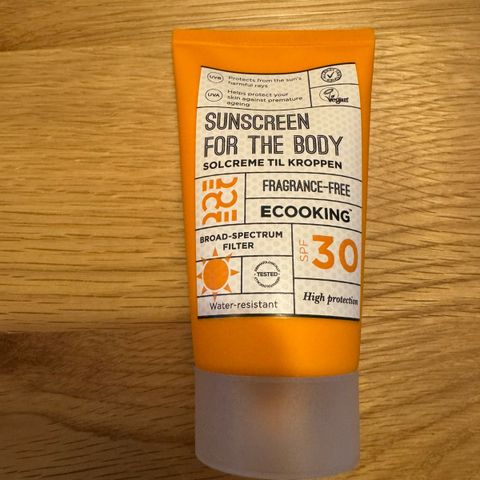 UVB
Protects from the sun's
harmful rays
UVA
Helps protect your
skin against premature
ageing
Vegan
SUNSCREEN
FOR THE BODY
SOLCREME TIL KROPPEN
FRAGRANCE-FREE
ECOOKING™
BROAD-SPECTRUM
FILTER
SPF 30
TESTED
Water-resistant
High protection